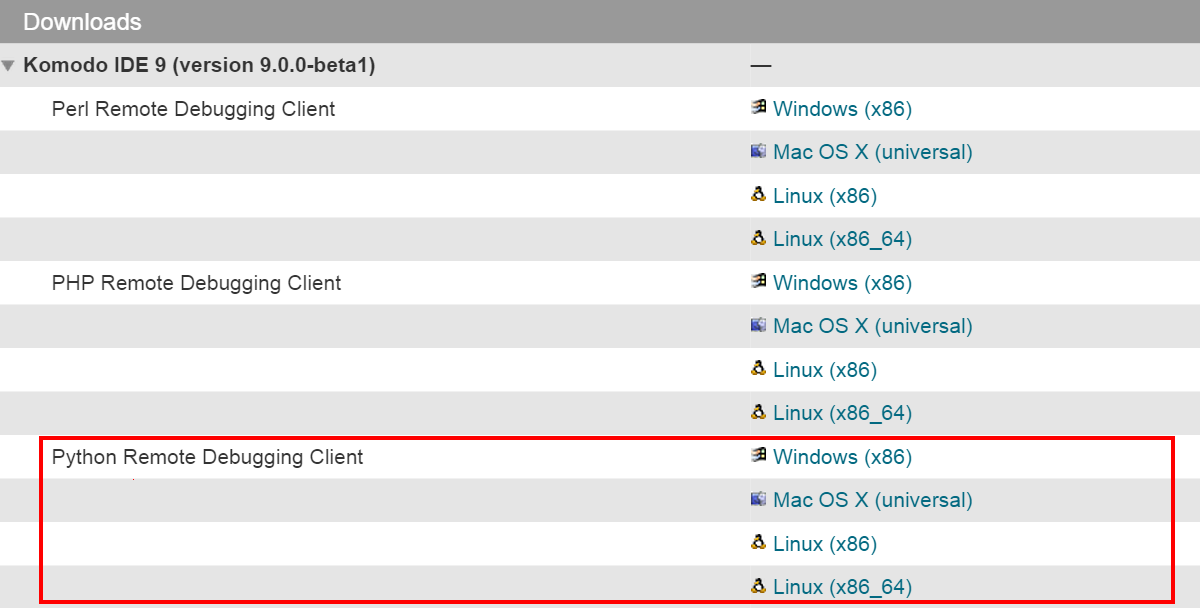 Downloads
Komodo IDE 9 (version 9.0.0-beta1) —
Perl Remote Debugging Client Windows (x86)
Mac OS X (universal)
Linux (x86)
Linux (x86_64)
PHP Remote Debugging Client Windows (x86)
Mac OS X (universal)
Linux (x86)
Linux (x86_64)
Python Remote Debugging Client Windows (x86)
Mac OS X (universal)
Linux (x86)
Linux (x86_64)